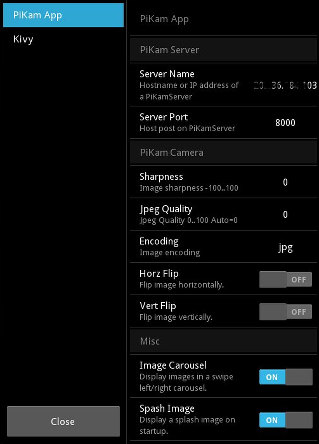 PiKam App
Kivy
Close
PiKam App
PiKam Server
Server Name
Hostname or IP address of
a PiKamServer
Server Port
Host post on PiKamServer
8000
PiKam Camera
Sharpness
Image sharpness -100..100
0
Jpeg Quality
Jpeg Quality 0..100 Auto=0
0
Encoding
Image encoding
jpg
Horz Flip
Flip image horizontally.
OFF
Vert Flip
Flip image vertically.
OFF
Misc
Image Carousel
Display images in a swipe
left/right carousel.
ON
Spash Image
Display a splash image on
startup.
ON